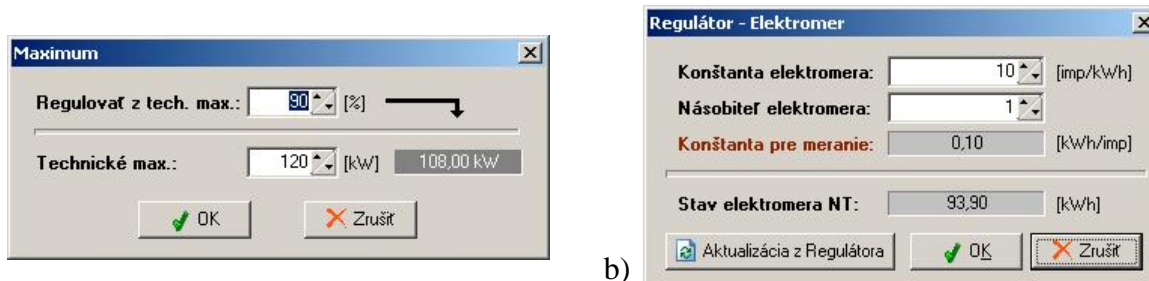 Maximum
Regulovať z tech. max.: 90 [%]
Technické max.: 120 [kW] 108,00 kW
OK Zrušiť
b)
Regulátor - Elektromer
Konštanta elektromera: 10 [imp/kWh]
Násobiteľ elektromera: 1
Konštanta pre meranie: 0,10 [kWh/imp]
Stav elektromera NT: 93,90 [kWh]
Aktualizácia z Regulátora OK Zrušiť